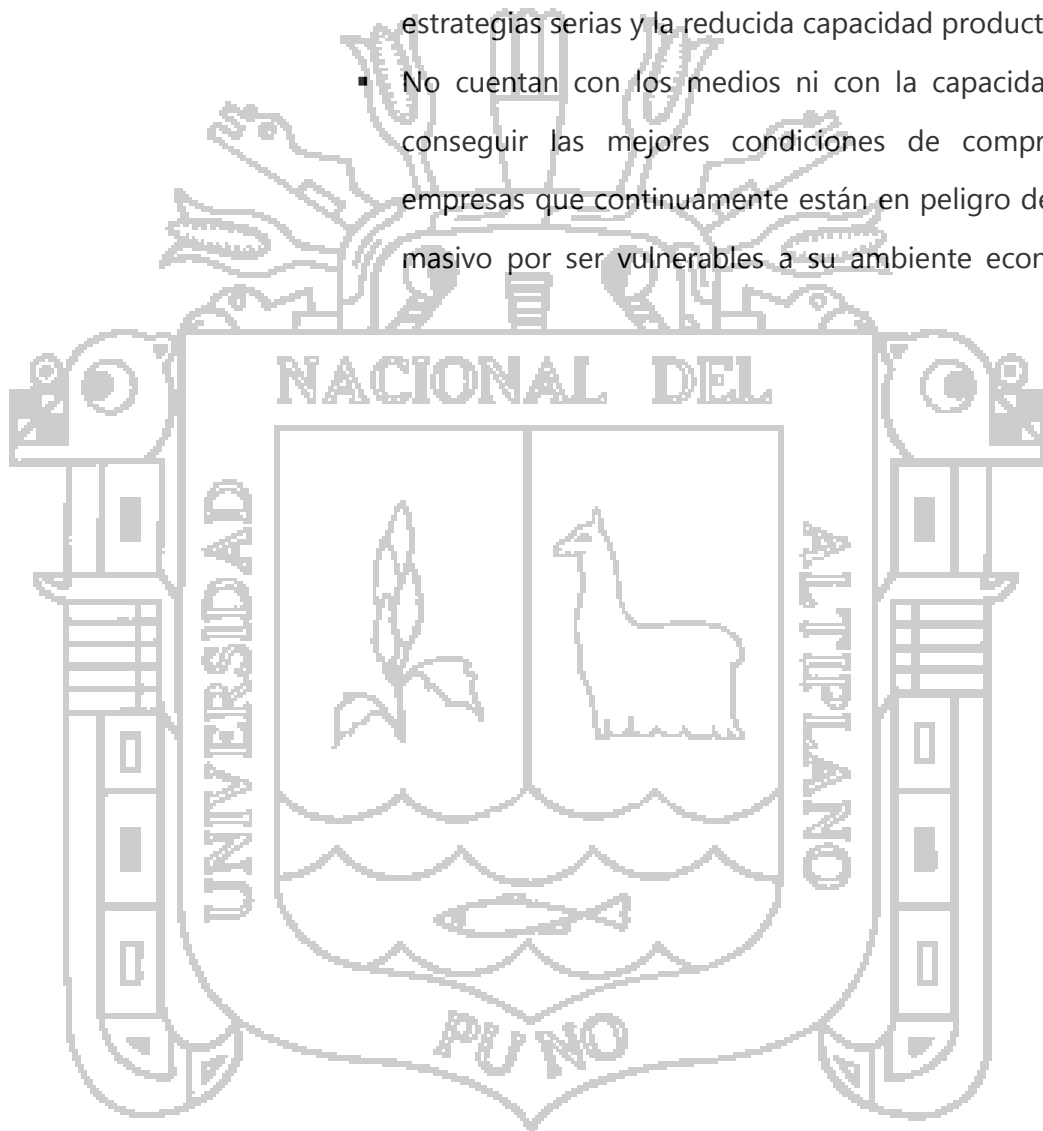 estrategias serias y la reducida capacidad product
▪ No cuentan con los medios ni con la capacida
conseguir las mejores condiciones de compr
empresas que continuamente están en peligro de
masivo por ser vulnerables a su ambiente econ
NACIONAL DEL
UNIVERSIDAD
ALTIPLANO
PUNO